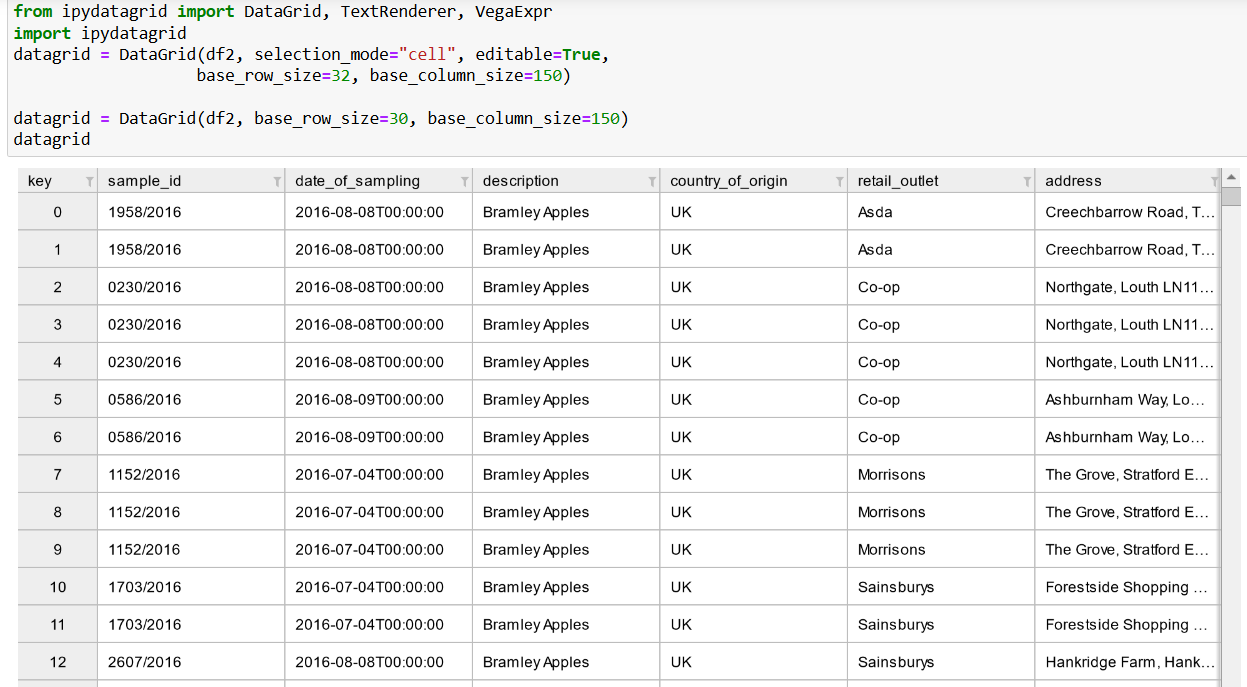 from ipydatagrid import DataGrid, TextRenderer, VegaExpr
import ipydatagrid
datagrid = DataGrid(df2, selection_mode="cell", editable=True,
base_row_size=32, base_column_size=150)
datagrid = DataGrid(df2, base_row_size=30, base_column_size=150)
datagrid
key sample_id date_of_sampling description country_of_origin retail_outlet address
0 1958/2016 2016-08-08T00:00:00 Bramley Apples UK Asda Creechbarrow Road, T...
1 1958/2016 2016-08-08T00:00:00 Bramley Apples UK Asda Creechbarrow Road, T...
2 0230/2016 2016-08-08T00:00:00 Bramley Apples UK Co-op Northgate, Louth LN11...
3 0230/2016 2016-08-08T00:00:00 Bramley Apples UK Co-op Northgate, Louth LN11...
4 0230/2016 2016-08-08T00:00:00 Bramley Apples UK Co-op Northgate, Louth LN11...
5 0586/2016 2016-08-09T00:00:00 Bramley Apples UK Co-op Ashburnham Way, Lo...
6 0586/2016 2016-08-09T00:00:00 Bramley Apples UK Co-op Ashburnham Way, Lo...
7 1152/2016 2016-07-04T00:00:00 Bramley Apples UK Morrisons The Grove, Stratford E...
8 1152/2016 2016-07-04T00:00:00 Bramley Apples UK Morrisons The Grove, Stratford E...
9 1152/2016 2016-07-04T00:00:00 Bramley Apples UK Morrisons The Grove, Stratford E...
10 1703/2016 2016-07-04T00:00:00 Bramley Apples UK Sainsburys Forestside Shopping ...
11 1703/2016 2016-07-04T00:00:00 Bramley Apples UK Sainsburys Forestside Shopping ...
12 2607/2016 2016-08-08T00:00:00 Bramley Apples UK Sainsburys Hankridge Farm, Hank...